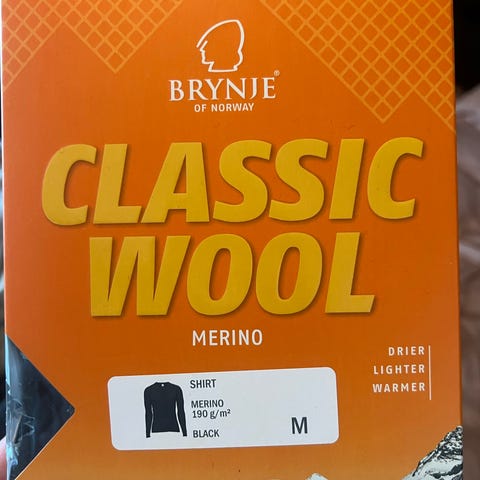 BRYNJE®
OF NORWAY
CLASSIC
WOOL
MERINO
DRIER
LIGHTER
WARMER
SHIRT
MERINO
190 g/m²
BLACK
M